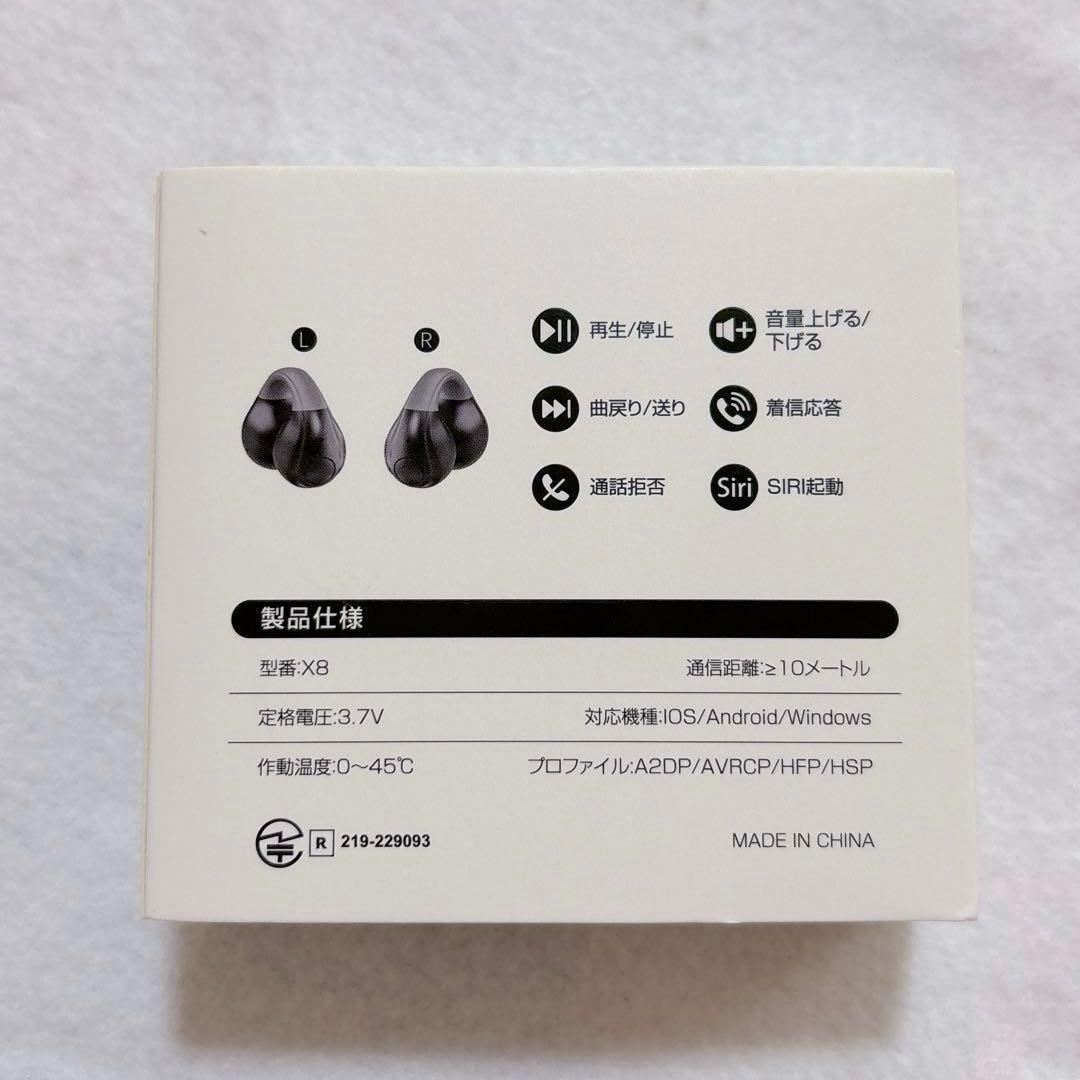 L
R
再生/停止
音量上げる/
下げる
曲戻り/送り
着信応答
通話拒否
Siri
SIRI起動
製品仕様
型番:X8
通信距離:≥10メートル
定格電圧:3.7V
対応機種:IOS/Android/Windows
作動温度:0～45℃
プロファイル:A2DP/AVRCP/HFP/HSP
R 219-229093
MADE IN CHINA